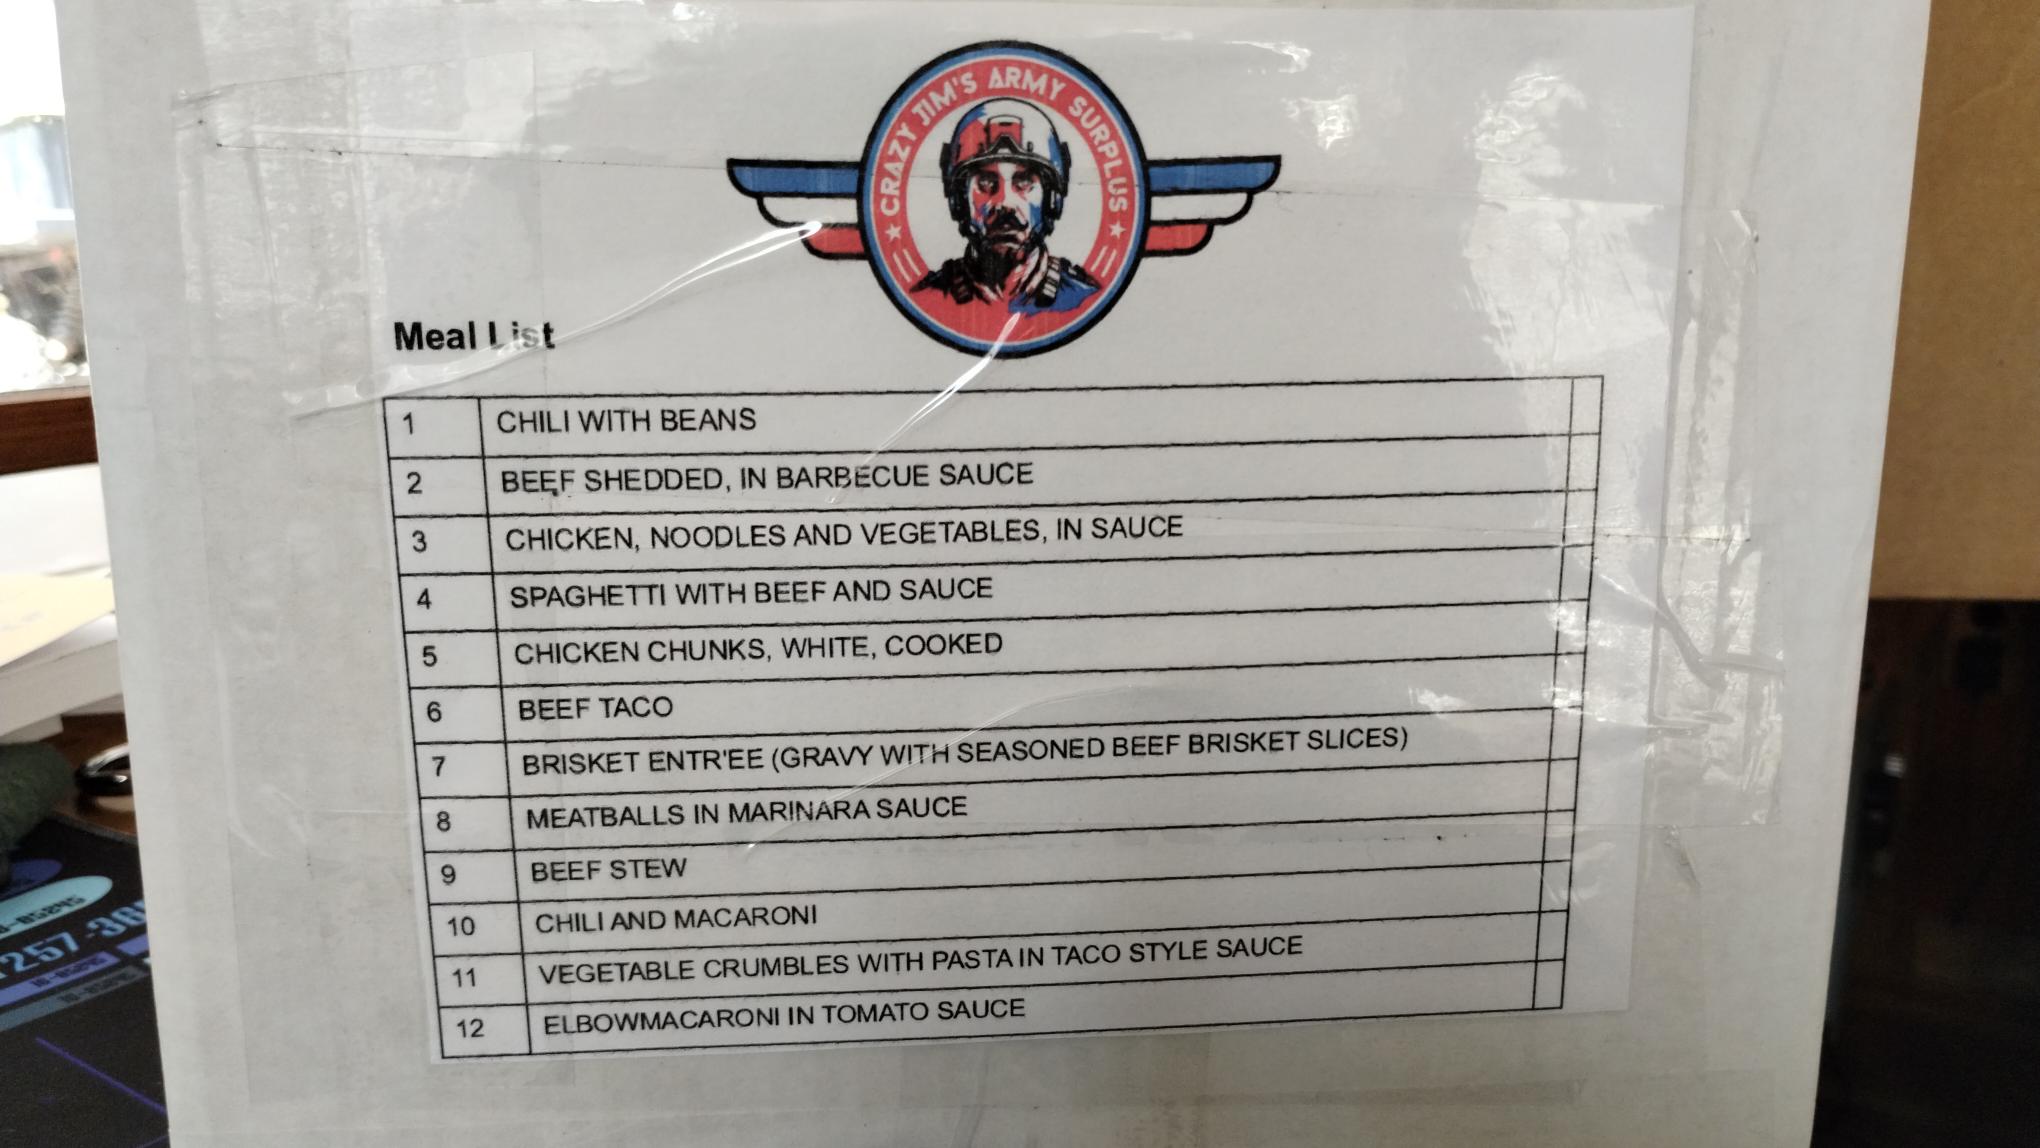 ★ CRAZY JIM'S ARMY SURPLUS ★
Meal List
1 CHILI WITH BEANS
2 BEEF SHEDDED, IN BARBECUE SAUCE
3 CHICKEN, NOODLES AND VEGETABLES, IN SAUCE
4 SPAGHETTI WITH BEEF AND SAUCE
5 CHICKEN CHUNKS, WHITE, COOKED
6 BEEF TACO
7 BRISKET ENTR'EE (GRAVY WITH SEASONED BEEF BRISKET SLICES)
8 MEATBALLS IN MARINARA SAUCE
9 BEEF STEW
10 CHILI AND MACARONI
11 VEGETABLE CRUMBLES WITH PASTA IN TACO STYLE SAUCE
12 ELBOWMACARONI IN TOMATO SAUCE